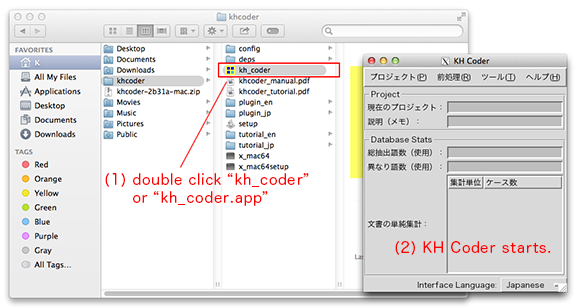 khcoder
FAVORITES
K
All My Files
Applications
Desktop
Documents
Downloads
TAGS
Red
Orange
Yellow
Green
Blue
Purple
Gray
All Tags...
Desktop
Documents
Downloads
khcoder
khcoder-2b31a-mac.zip
Movies
Music
Pictures
Public
config
deps
kh_coder
khcoder_manual.pdf
khcoder_tutorial.pdf
plugin_en
plugin_jp
setup
tutorial_en
tutorial_jp
x_mac64
x_mac64setup
(1) double click “kh_coder”
or “kh_coder.app”
KH Coder
プロジェクト(P) 前処理(R) ツール(T) ヘルプ(H)
Project
現在のプロジェクト：
説明（メモ）：
Database Stats
総抽出語数（使用）：
異なり語数（使用）：
集計単位 ケース数
文書の単純集計：
(2) KH Coder starts.
Interface Language: Japanese